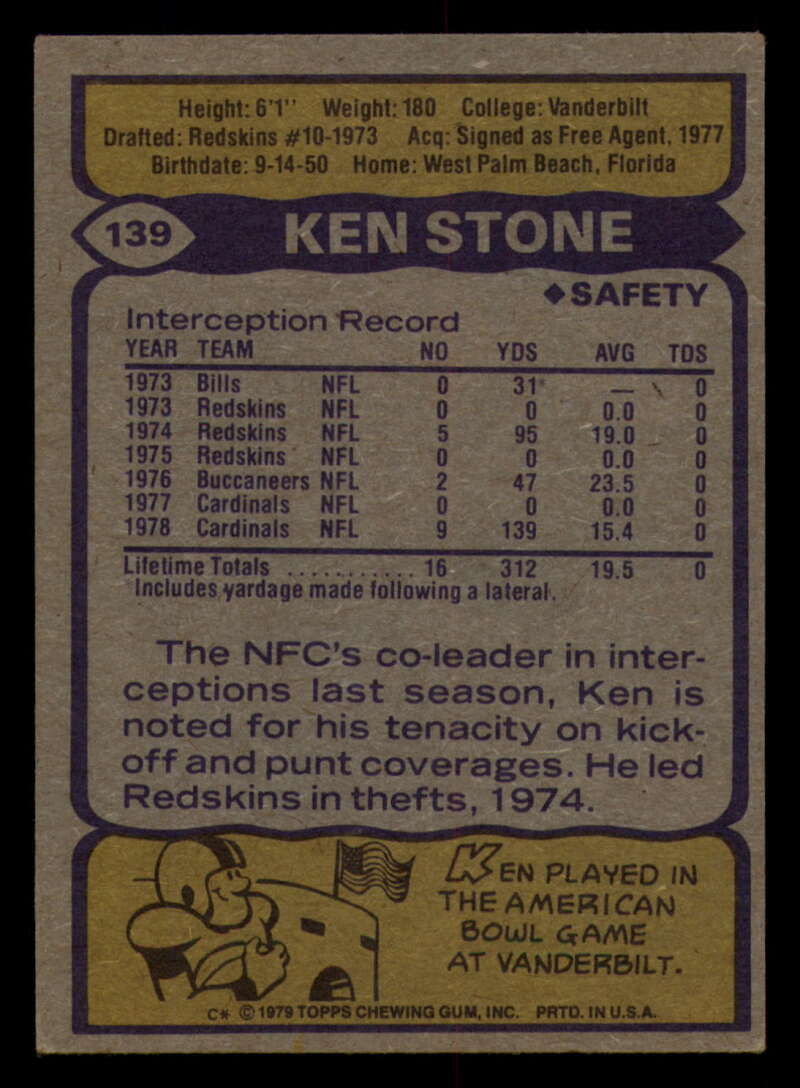 Height: 6'1" Weight: 180 College: Vanderbilt
Drafted: Redskins #10-1973 Acq: Signed as Free Agent, 1977
Birthdate: 9-14-50 Home: West Palm Beach, Florida
139 KEN STONE
◆SAFETY
Interception Record
YEAR TEAM NO YDS AVG TDS
1973 Bills NFL 0 31* — 0
1973 Redskins NFL 0 0 0.0 0
1974 Redskins NFL 5 95 19.0 0
1975 Redskins NFL 0 0 0.0 0
1976 Buccaneers NFL 2 47 23.5 0
1977 Cardinals NFL 0 0 0.0 0
1978 Cardinals NFL 9 139 15.4 0
Lifetime Totals ........... 16 312 19.5 0
*Includes yardage made following a lateral.
The NFC's co-leader in inter-
ceptions last season, Ken is
noted for his tenacity on kick-
off and punt coverages. He led
Redskins in thefts, 1974.
KEN PLAYED IN
THE AMERICAN
BOWL GAME
AT VANDERBILT.
C* © 1979 TOPPS CHEWING GUM, INC. PRTD. IN U.S.A.